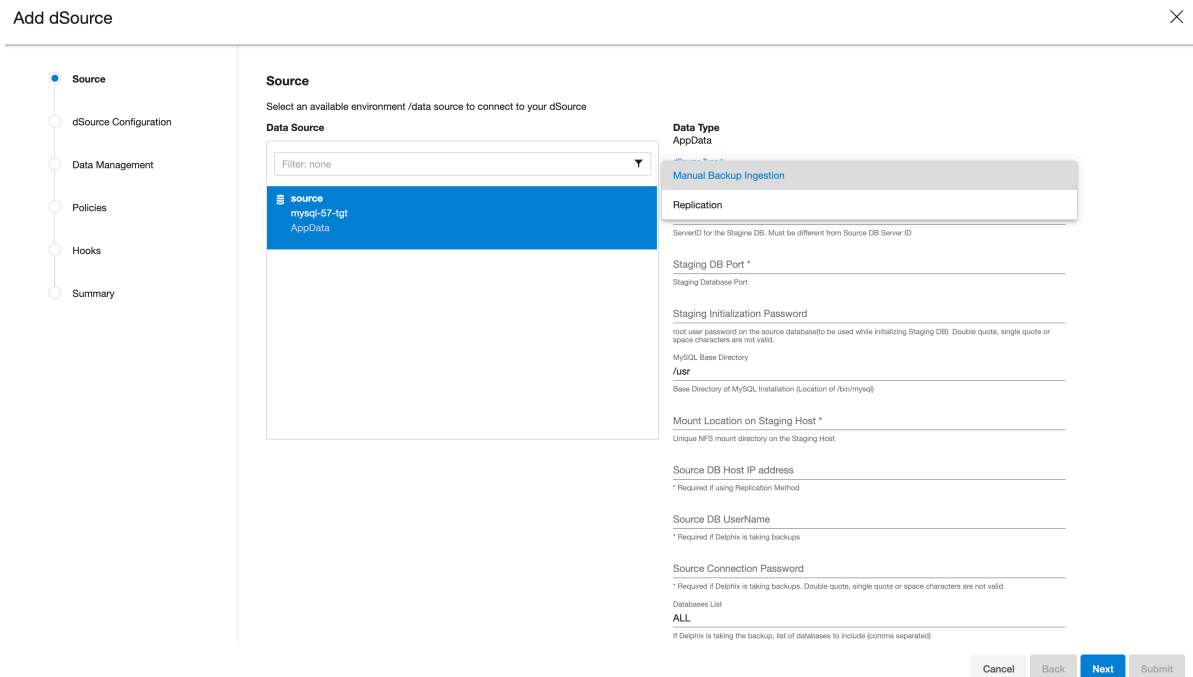 Add dSource
Source
dSource Configuration
Data Management
Policies
Hooks
Summary
Source
Select an available environment /data source to connect to your dSource
Data Source
Filter: none
source
mysql-57-tgt
AppData
Data Type
AppData
Manual Backup Ingestion
Replication
ServerID for the Stagine DB. Must be different from Source DB Server ID
Staging DB Port *
Staging Database Port
Staging Initialization Password
root user password on the source database(to be used while initializing Staging DB). Double quote, single quote or
space characters are not valid.
MySQL Base Directory
/usr
Base Directory of MySQL Installation (Location of /bin/mysql)
Mount Location on Staging Host *
Unique NFS mount directory on the Staging Host
Source DB Host IP address
* Required if using Replication Method
Source DB UserName
* Required if Delphix is taking backups
Source Connection Password
* Required if Delphix is taking backups. Double quote, single quote or space characters are not valid.
Databases List
ALL
If Delphix is taking the backup, list of databases to include (comma separated)
Cancel
Back
Next
Submit